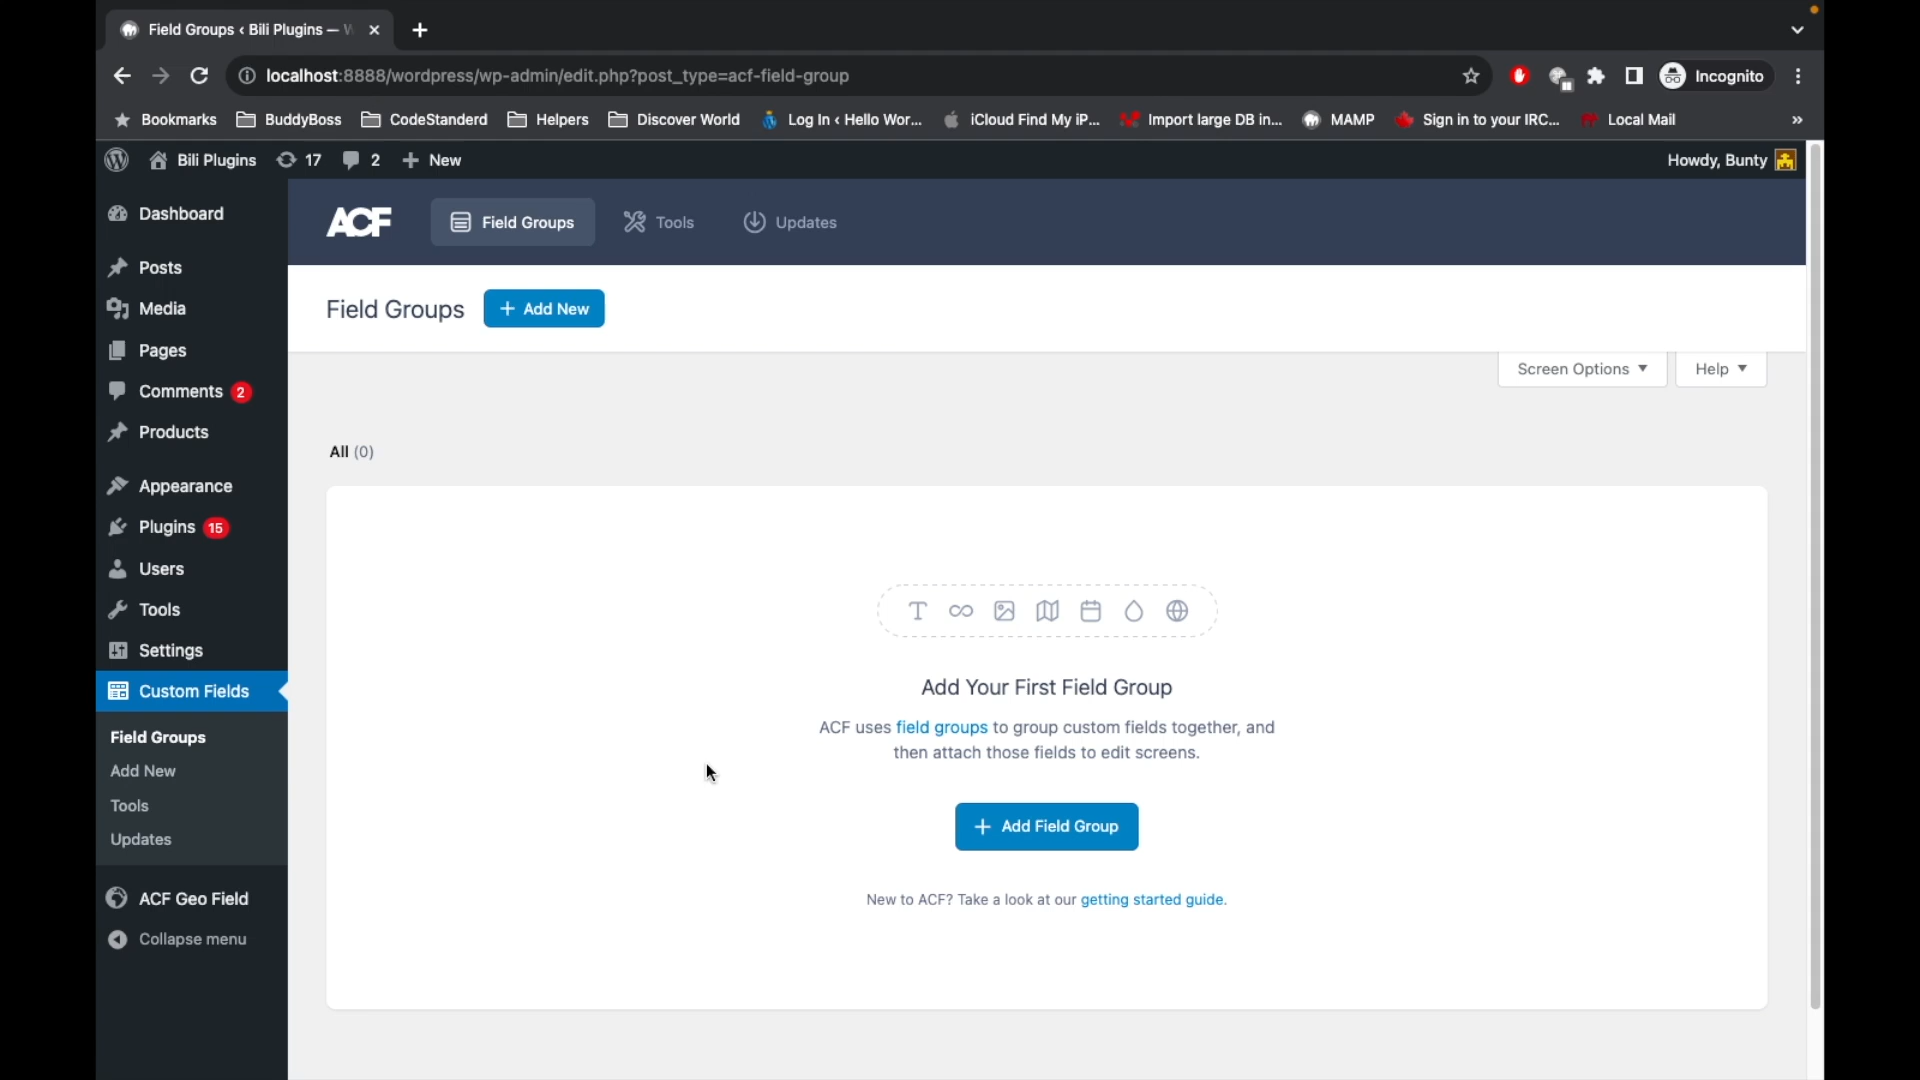 Field Groups ‹ Bili Plugins — W
localhost:8888/wordpress/wp-admin/edit.php?post_type=acf-field-group
Incognito
Bookmarks
BuddyBoss
CodeStanderd
Helpers
Discover World
Log In ‹ Hello Wor...
iCloud Find My iP...
Import large DB in...
MAMP
Sign in to your IRC...
Local Mail
»
Bili Plugins
17
2
New
Howdy, Bunty
Dashboard
Posts
Media
Pages
Comments 2
Products
Appearance
Plugins 15
Users
Tools
Settings
Custom Fields
Field Groups
Add New
Tools
Updates
ACF Geo Field
Collapse menu
ACF
Field Groups
Tools
Updates
Field Groups
+ Add New
Screen Options
Help
All (0)
Add Your First Field Group
ACF uses field groups to group custom fields together, and
then attach those fields to edit screens.
+ Add Field Group
New to ACF? Take a look at our getting started guide.